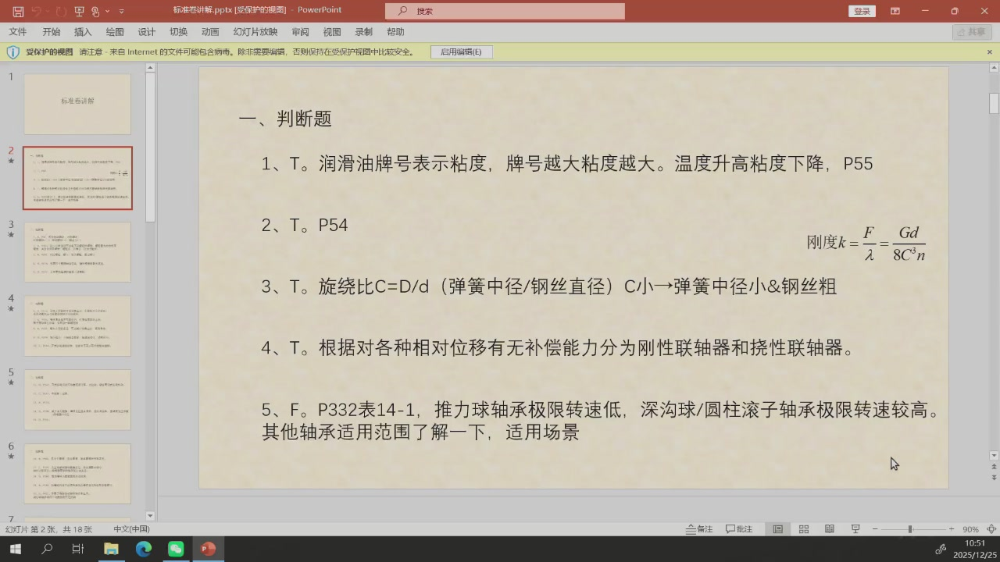 标准卷讲解.pptx [受保护的视图] - PowerPoint
搜索
登录
文件 开始 插入 绘图 设计 切换 动画 幻灯片放映 审阅 视图 录制 帮助
共享
受保护的视图 请注意 - 来自 Internet 的文件可能包含病毒。除非需要编辑，否则保持在受保护视图中比较安全。 启用编辑(E)
1
标准卷讲解
2
3
4
5
6
7
一、判断题
1、T。润滑油牌号表示粘度，牌号越大粘度越大。温度升高粘度下降，P55
2、T。P54
刚度k = F/λ = Gd/8C³n
3、T。旋绕比C=D/d（弹簧中径/钢丝直径）C小→弹簧中径小&钢丝粗
4、T。根据对各种相对位移有无补偿能力分为刚性联轴器和挠性联轴器。
5、F。P332表14-1，推力球轴承极限转速低，深沟球/圆柱滚子轴承极限转速较高。
其他轴承适用范围了解一下，适用场景
幻灯片 第 2 张，共 18 张 中文(中国)
备注 批注
90%
10:51
2025/12/25